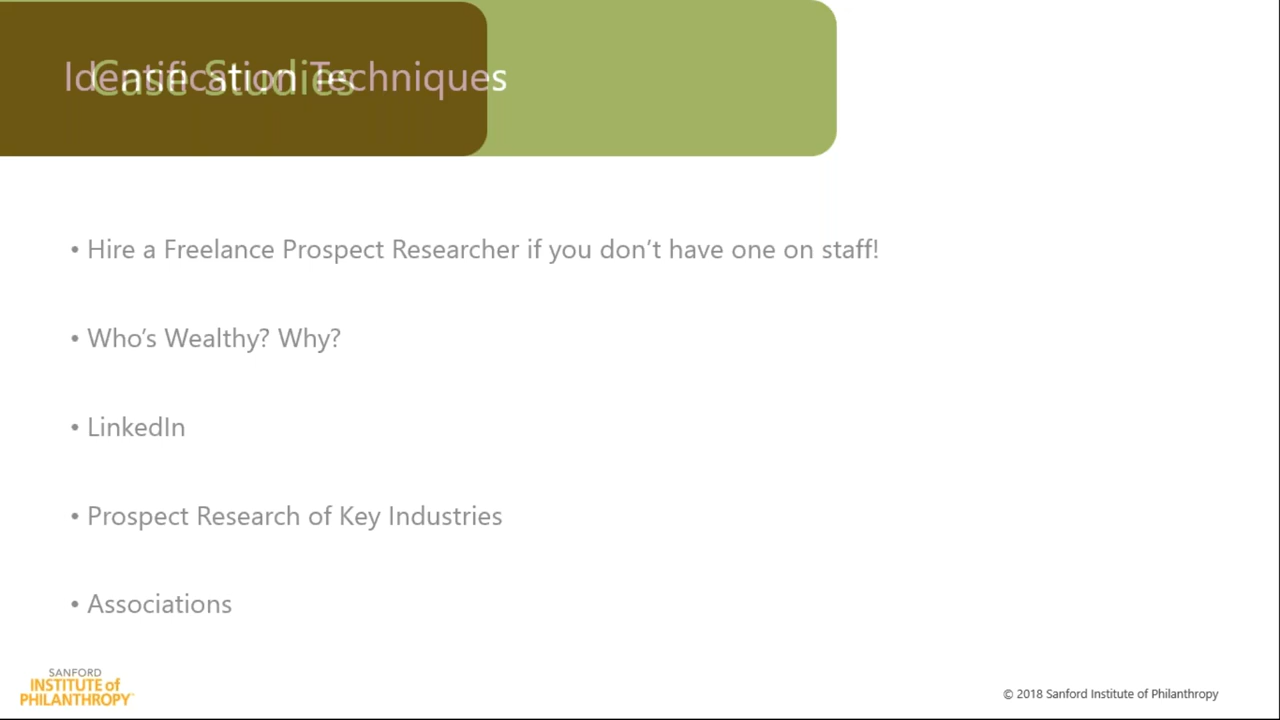 Identification Techniques
Case Studies
• Hire a Freelance Prospect Researcher if you don’t have one on staff!
• Who’s Wealthy? Why?
• LinkedIn
• Prospect Research of Key Industries
• Associations
SANFORD
INSTITUTE of
PHILANTHROPY
© 2018 Sanford Institute of Philanthropy